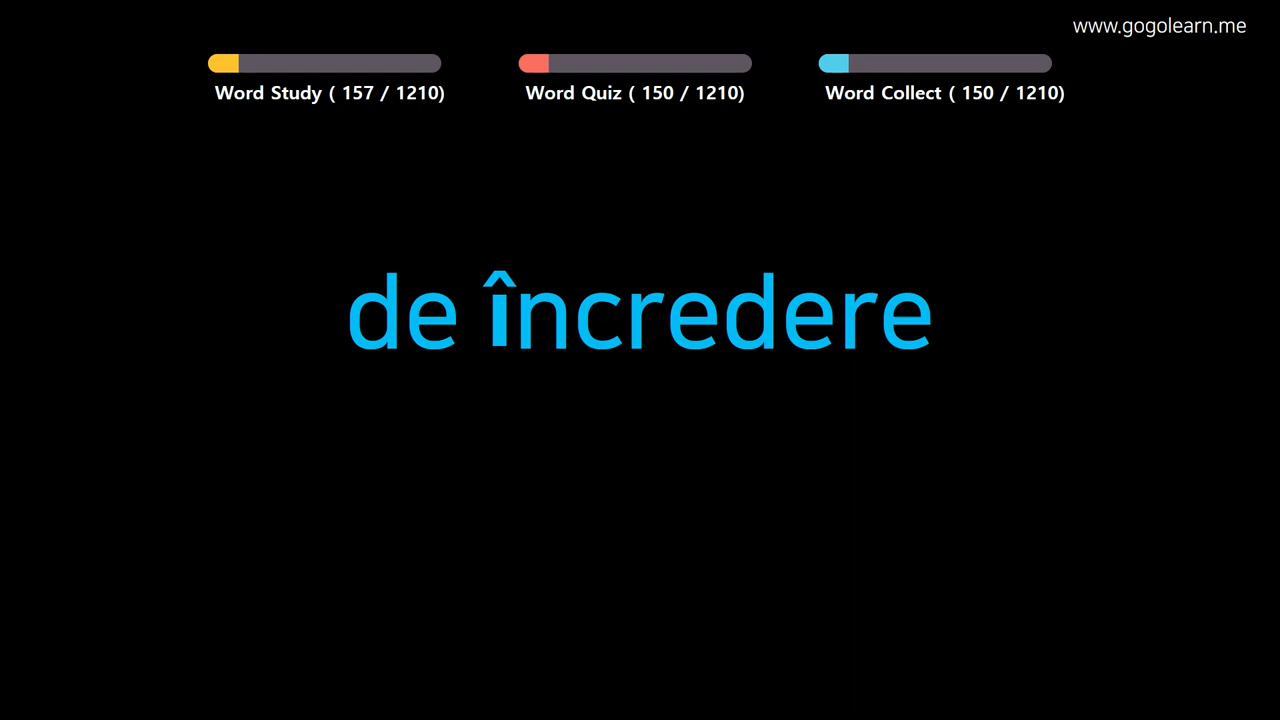 www.gogolearn.me
Word Study ( 157 / 1210)
Word Quiz ( 150 / 1210)
Word Collect ( 150 / 1210)
de încredere